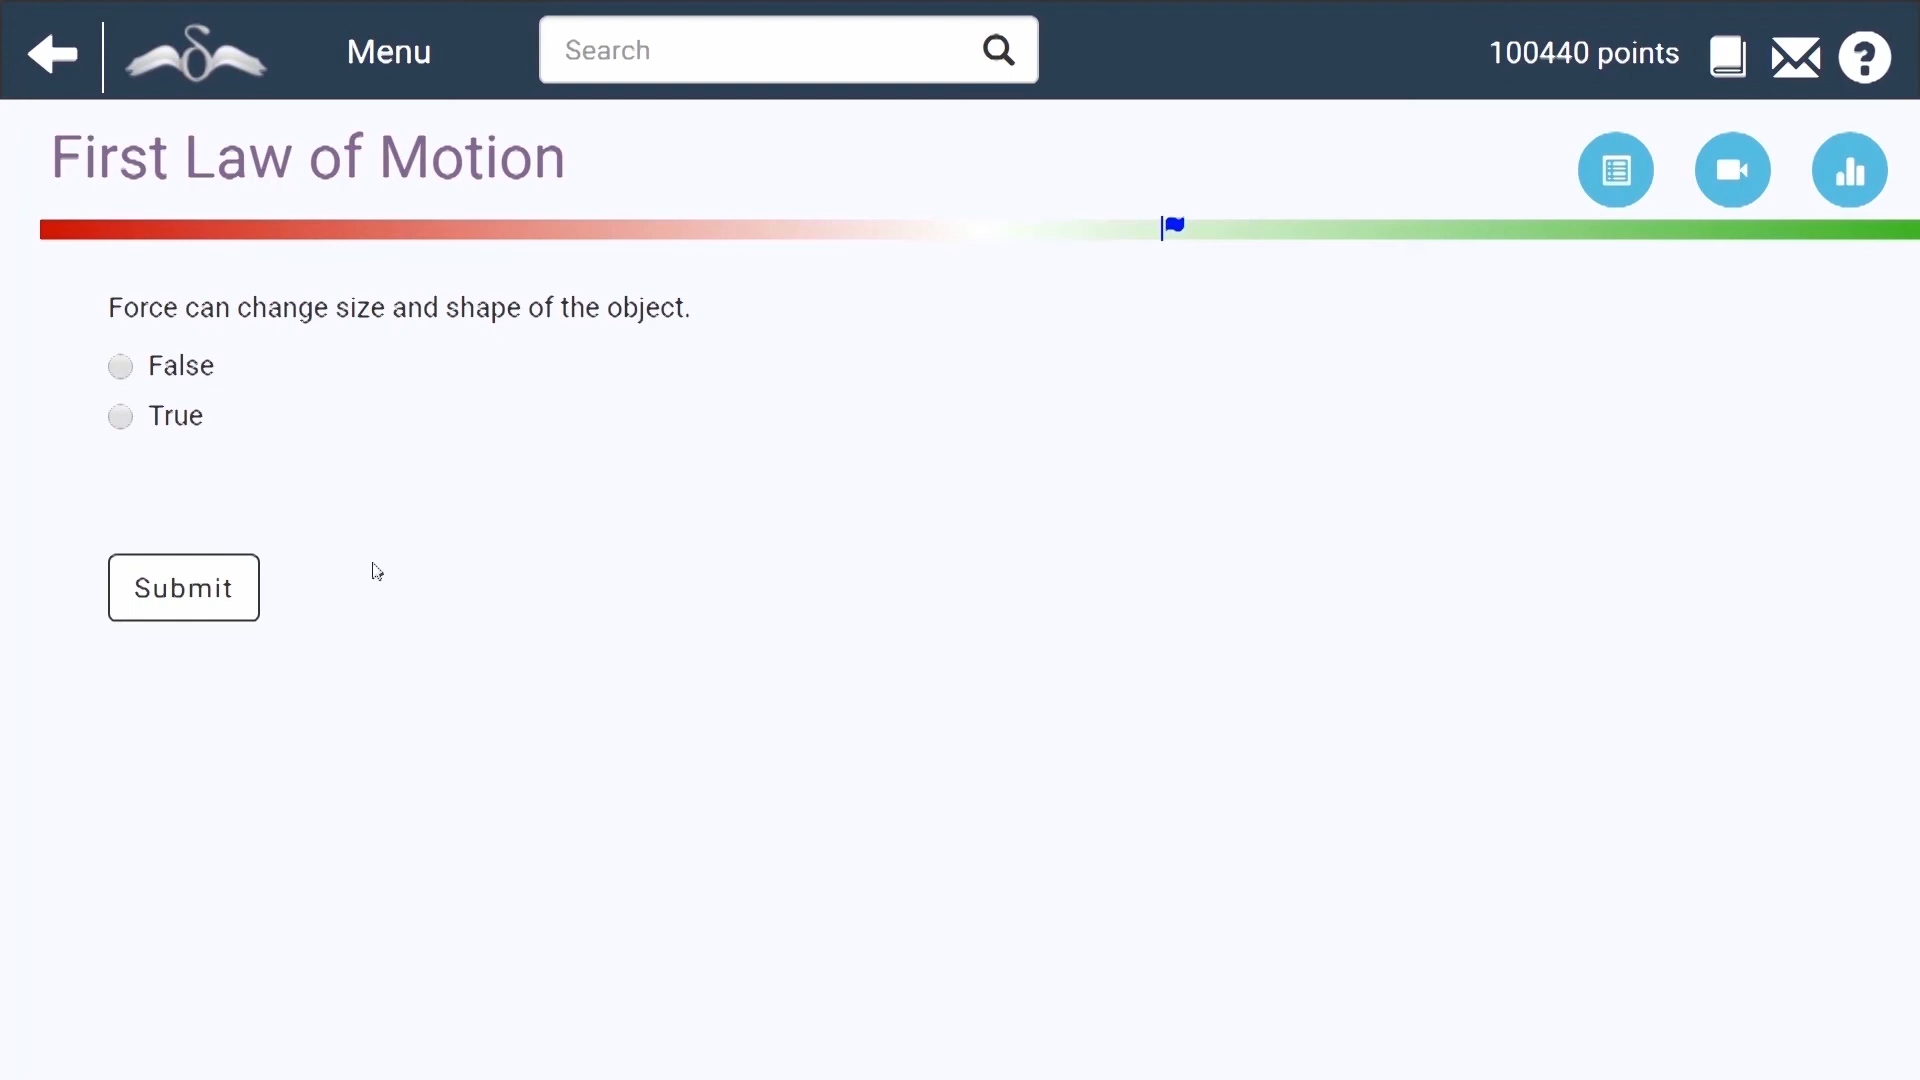 Menu
Search
100440 points
First Law of Motion
Force can change size and shape of the object.
False
True
Submit